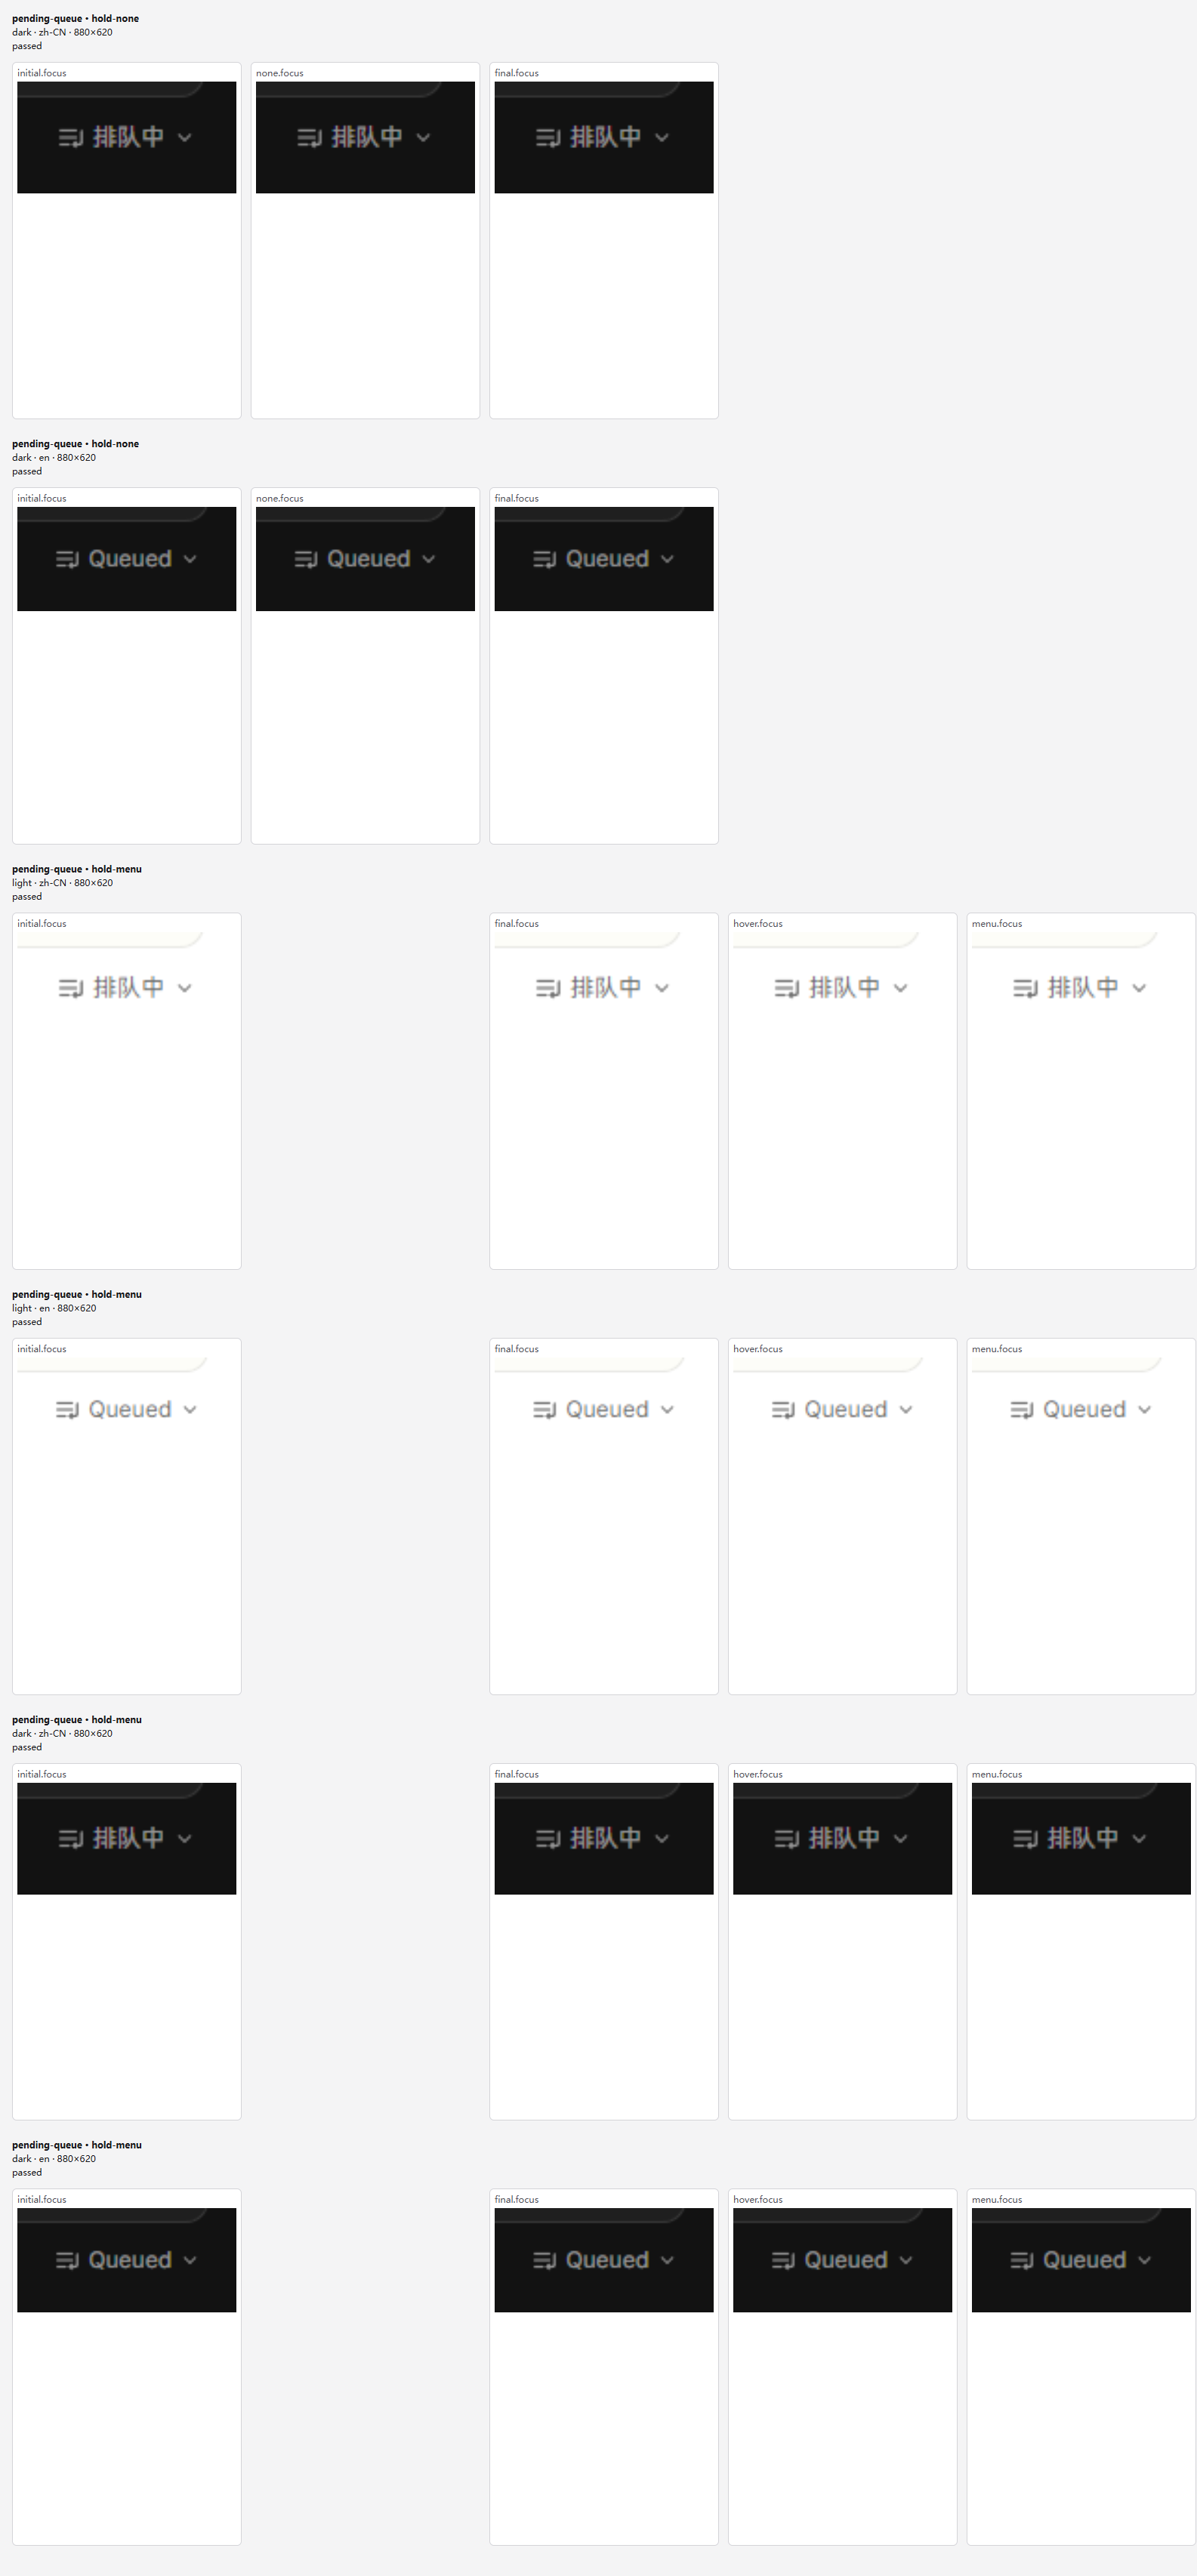 pending-queue • hold-none
dark · zh-CN · 880×620
passed
initial.focus
none.focus
final.focus
排队中
排队中
排队中
pending-queue • hold-none
dark · en · 880×620
passed
initial.focus
none.focus
final.focus
Queued
Queued
Queued
pending-queue • hold-menu
light · zh-CN · 880×620
passed
initial.focus
final.focus
hover.focus
menu.focus
排队中
排队中
排队中
排队中
pending-queue • hold-menu
light · en · 880×620
passed
initial.focus
final.focus
hover.focus
menu.focus
Queued
Queued
Queued
Queued
pending-queue • hold-menu
dark · zh-CN · 880×620
passed
initial.focus
final.focus
hover.focus
menu.focus
排队中
排队中
排队中
排队中
pending-queue • hold-menu
dark · en · 880×620
passed
initial.focus
final.focus
hover.focus
menu.focus
Queued
Queued
Queued
Queued